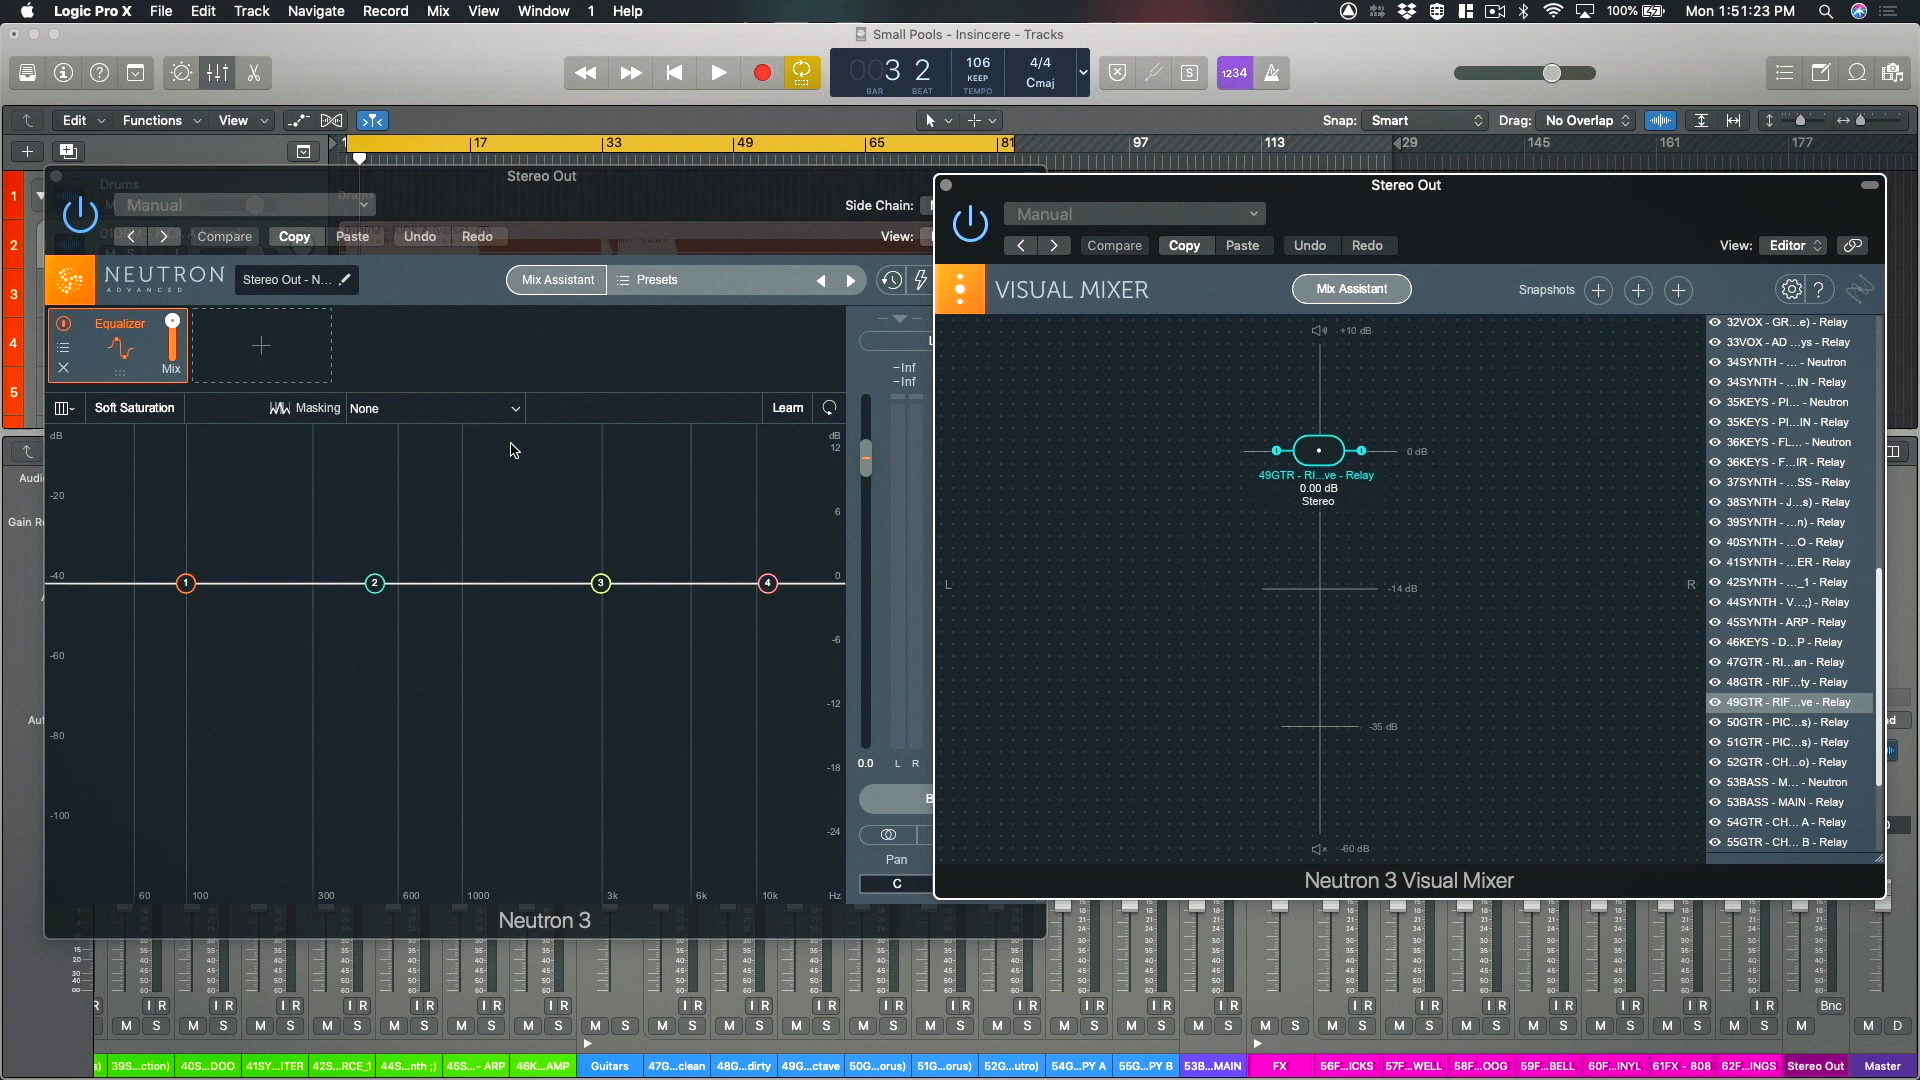 Logic Pro X File Edit Track Navigate Record Mix View Window 1 Help
100% Mon 1:51:23 PM
Small Pools - Insincere - Tracks
003 2
BAR BEAT
106
KEEP
TEMPO
4/4
Cmaj
S
1234
Edit Functions View
Snap: Smart Drag: No Overlap
1 17 33 49 65 81 97 113 129 145 161 177
1
2
3
4
5
Drums
Stereo Out
Manual
Side Chain:
Compare Copy Paste Undo Redo
View:
NEUTRON
ADVANCED
Stereo Out - N...
Mix Assistant
Presets
Equalizer
Mix
Soft Saturation
Masking None
Learn
dB
-20
-40
-60
-80
-100
dB
12
6
0
-6
-12
-18
-24
1 2 3 4
60 100 300 600 1000 3k 6k 10k Hz
-Inf
-Inf
0.0 L R
Pan
C
Neutron 3
Stereo Out
Manual
Compare Copy Paste Undo Redo
View: Editor
VISUAL MIXER
Mix Assistant
Snapshots
+10 dB
0 dB
49GTR - RI...ve - Relay
0.00 dB
Stereo
L R
-14 dB
-35 dB
-60 dB
32VOX - GR...e) - Relay
33VOX - AD ...ys - Relay
34SYNTH - ... - Neutron
34SYNTH - ...IN - Relay
35KEYS - PI... - Neutron
35KEYS - PI...IN - Relay
36KEYS - FL... - Neutron
36KEYS - F...IR - Relay
37SYNTH - ...SS - Relay
38SYNTH - J...s) - Relay
39SYNTH - ...n) - Relay
40SYNTH - ...O - Relay
41SYNTH - ...ER - Relay
42SYNTH - ..._1 - Relay
44SYNTH - V...;) - Relay
45SYNTH - ARP - Relay
46KEYS - D...P - Relay
47GTR - RI...an - Relay
48GTR - RIF...ty - Relay
49GTR - RIF...ve - Relay
50GTR - PIC...s) - Relay
51GTR - PIC...s) - Relay
52GTR - CH...o) - Relay
53BASS - M... - Neutron
53BASS - MAIN - Relay
54GTR - CH... A - Relay
55GTR - CH... B - Relay
Neutron 3 Visual Mixer
Bnc
39S...ction) 40S...DOO 41SY...ITER 42S...RCE_1 44S...nth ;) 45S...- ARP 46K...AMP Guitars 47G...clean 48G...dirty 49G...ctave 50G...orus) 51G...orus) 52G...utro) 54G...PY A 55G...PY B 53B...MAIN FX 56F...ICKS 57F...WELL 58F...OOG 59F...BELL 60F...INYL 61FX - 808 62F...INGS Stereo Out Master